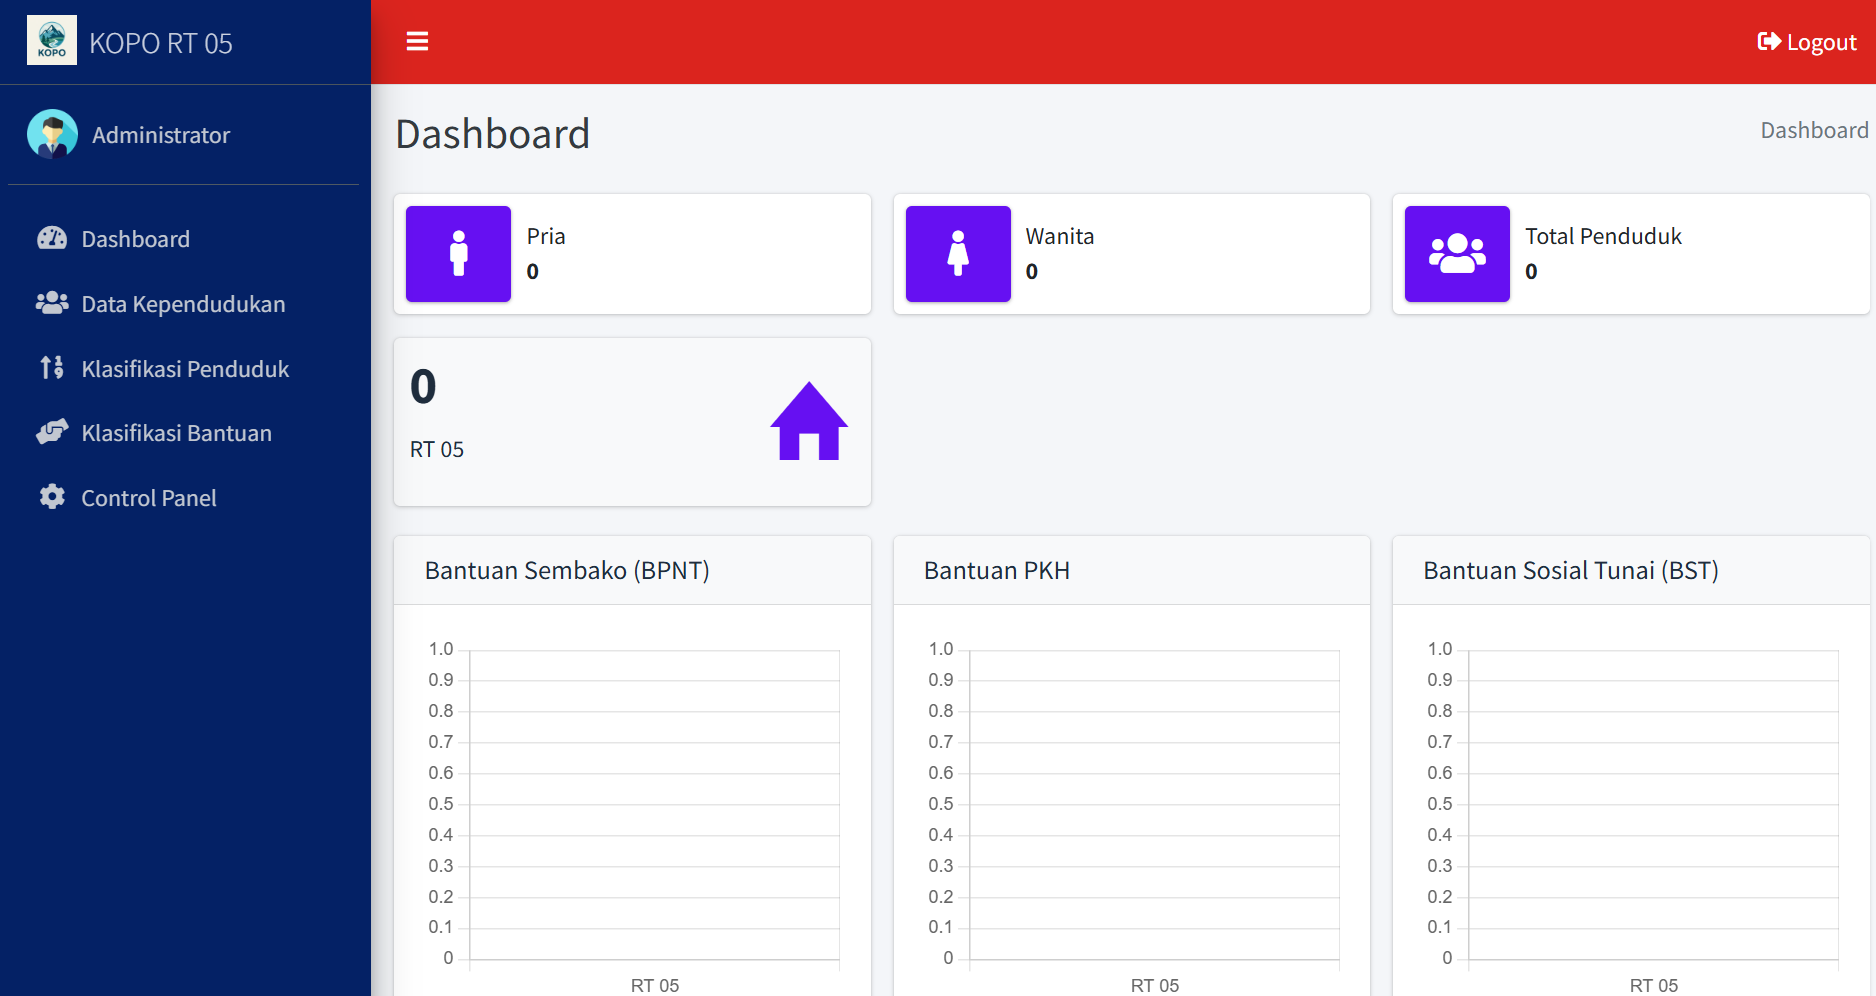 KOPO
KOPO RT 05
Logout
Administrator
Dashboard
Data Kependudukan
Klasifikasi Penduduk
Klasifikasi Bantuan
Control Panel
Dashboard
Dashboard
Pria
0
Wanita
0
Total Penduduk
0
0
RT 05
Bantuan Sembako (BPNT)
1.0
0.9
0.8
0.7
0.6
0.5
0.4
0.3
0.2
0.1
0
RT 05
Bantuan PKH
1.0
0.9
0.8
0.7
0.6
0.5
0.4
0.3
0.2
0.1
0
RT 05
Bantuan Sosial Tunai (BST)
1.0
0.9
0.8
0.7
0.6
0.5
0.4
0.3
0.2
0.1
0
RT 05